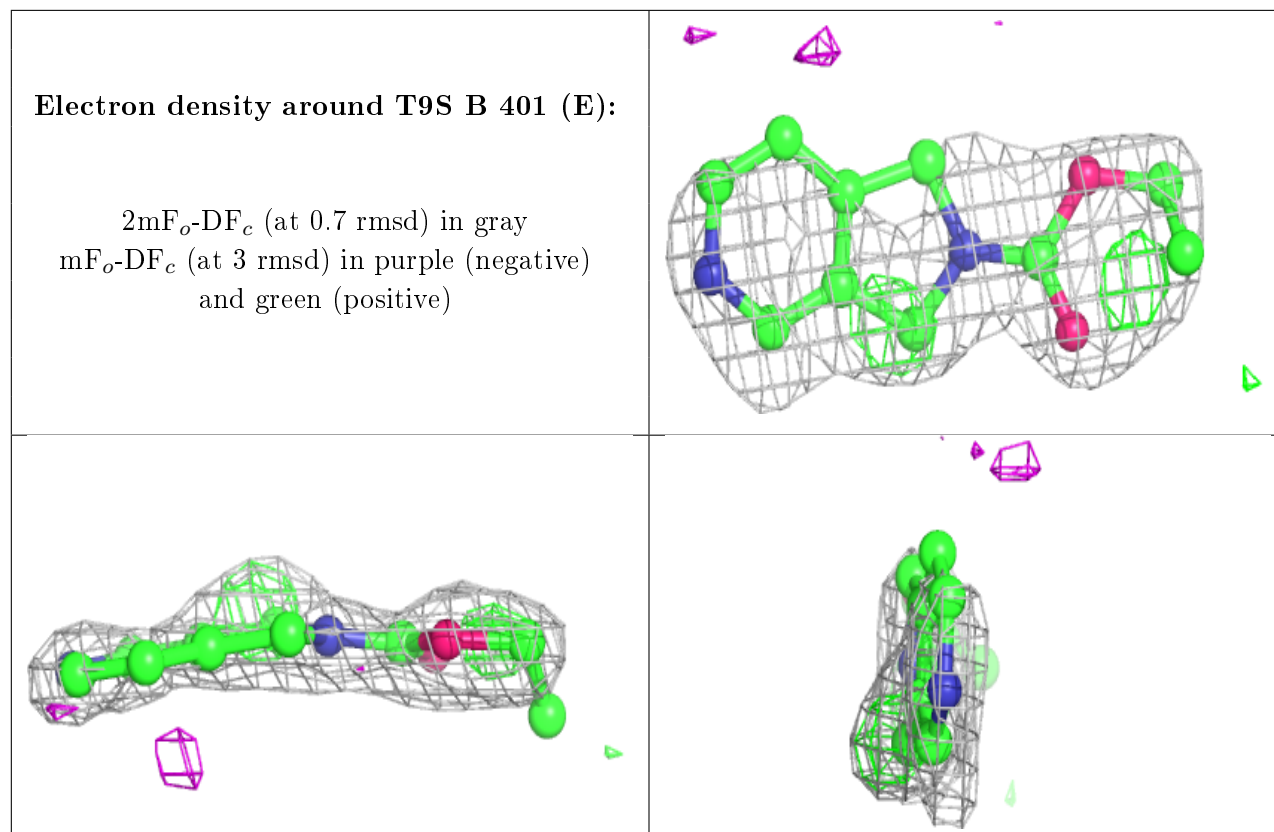 Electron density around T9S B 401 (E):
2mFo-DFc (at 0.7 rmsd) in gray
mFo-DFc (at 3 rmsd) in purple (negative)
and green (positive)